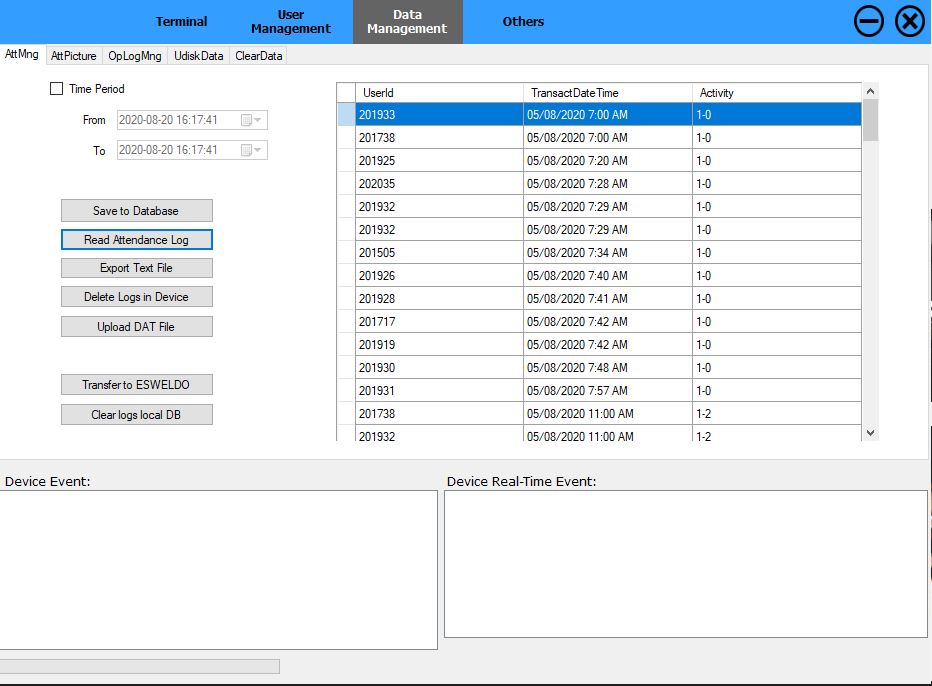 Terminal
User
Management
Data
Management
Others
AttMng AttPicture OpLogMng UdiskData ClearData
Time Period
From 2020-08-20 16:17:41
To 2020-08-20 16:17:41
Save to Database
Read Attendance Log
Export Text File
Delete Logs in Device
Upload DAT File
Transfer to ESWELDO
Clear logs local DB
UserId TransactDateTime Activity
201933 05/08/2020 7:00 AM 1-0
201738 05/08/2020 7:00 AM 1-0
201925 05/08/2020 7:20 AM 1-0
202035 05/08/2020 7:28 AM 1-0
201932 05/08/2020 7:29 AM 1-0
201932 05/08/2020 7:29 AM 1-0
201505 05/08/2020 7:34 AM 1-0
201926 05/08/2020 7:40 AM 1-0
201928 05/08/2020 7:41 AM 1-0
201717 05/08/2020 7:42 AM 1-0
201919 05/08/2020 7:42 AM 1-0
201930 05/08/2020 7:48 AM 1-0
201931 05/08/2020 7:57 AM 1-0
201738 05/08/2020 11:00 AM 1-2
201932 05/08/2020 11:00 AM 1-2
Device Event:
Device Real-Time Event: